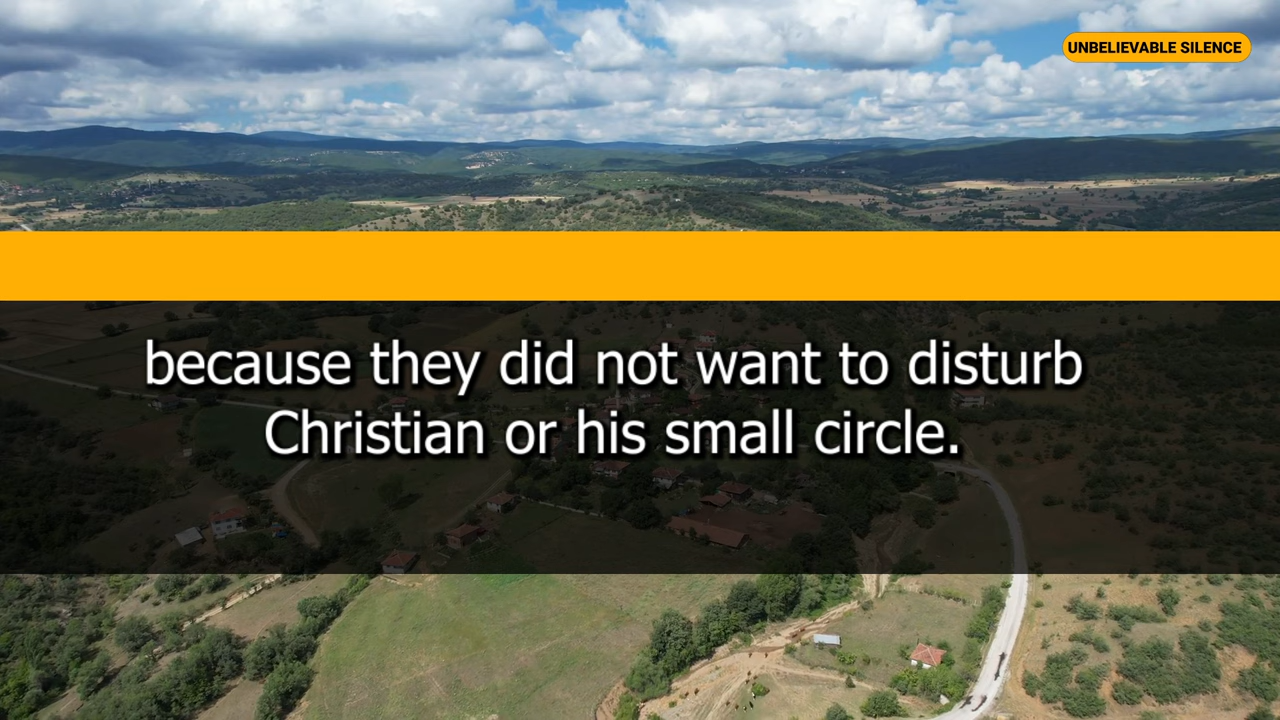 UNBELIEVABLE SILENCE
because they did not want to disturb
Christian or his small circle.